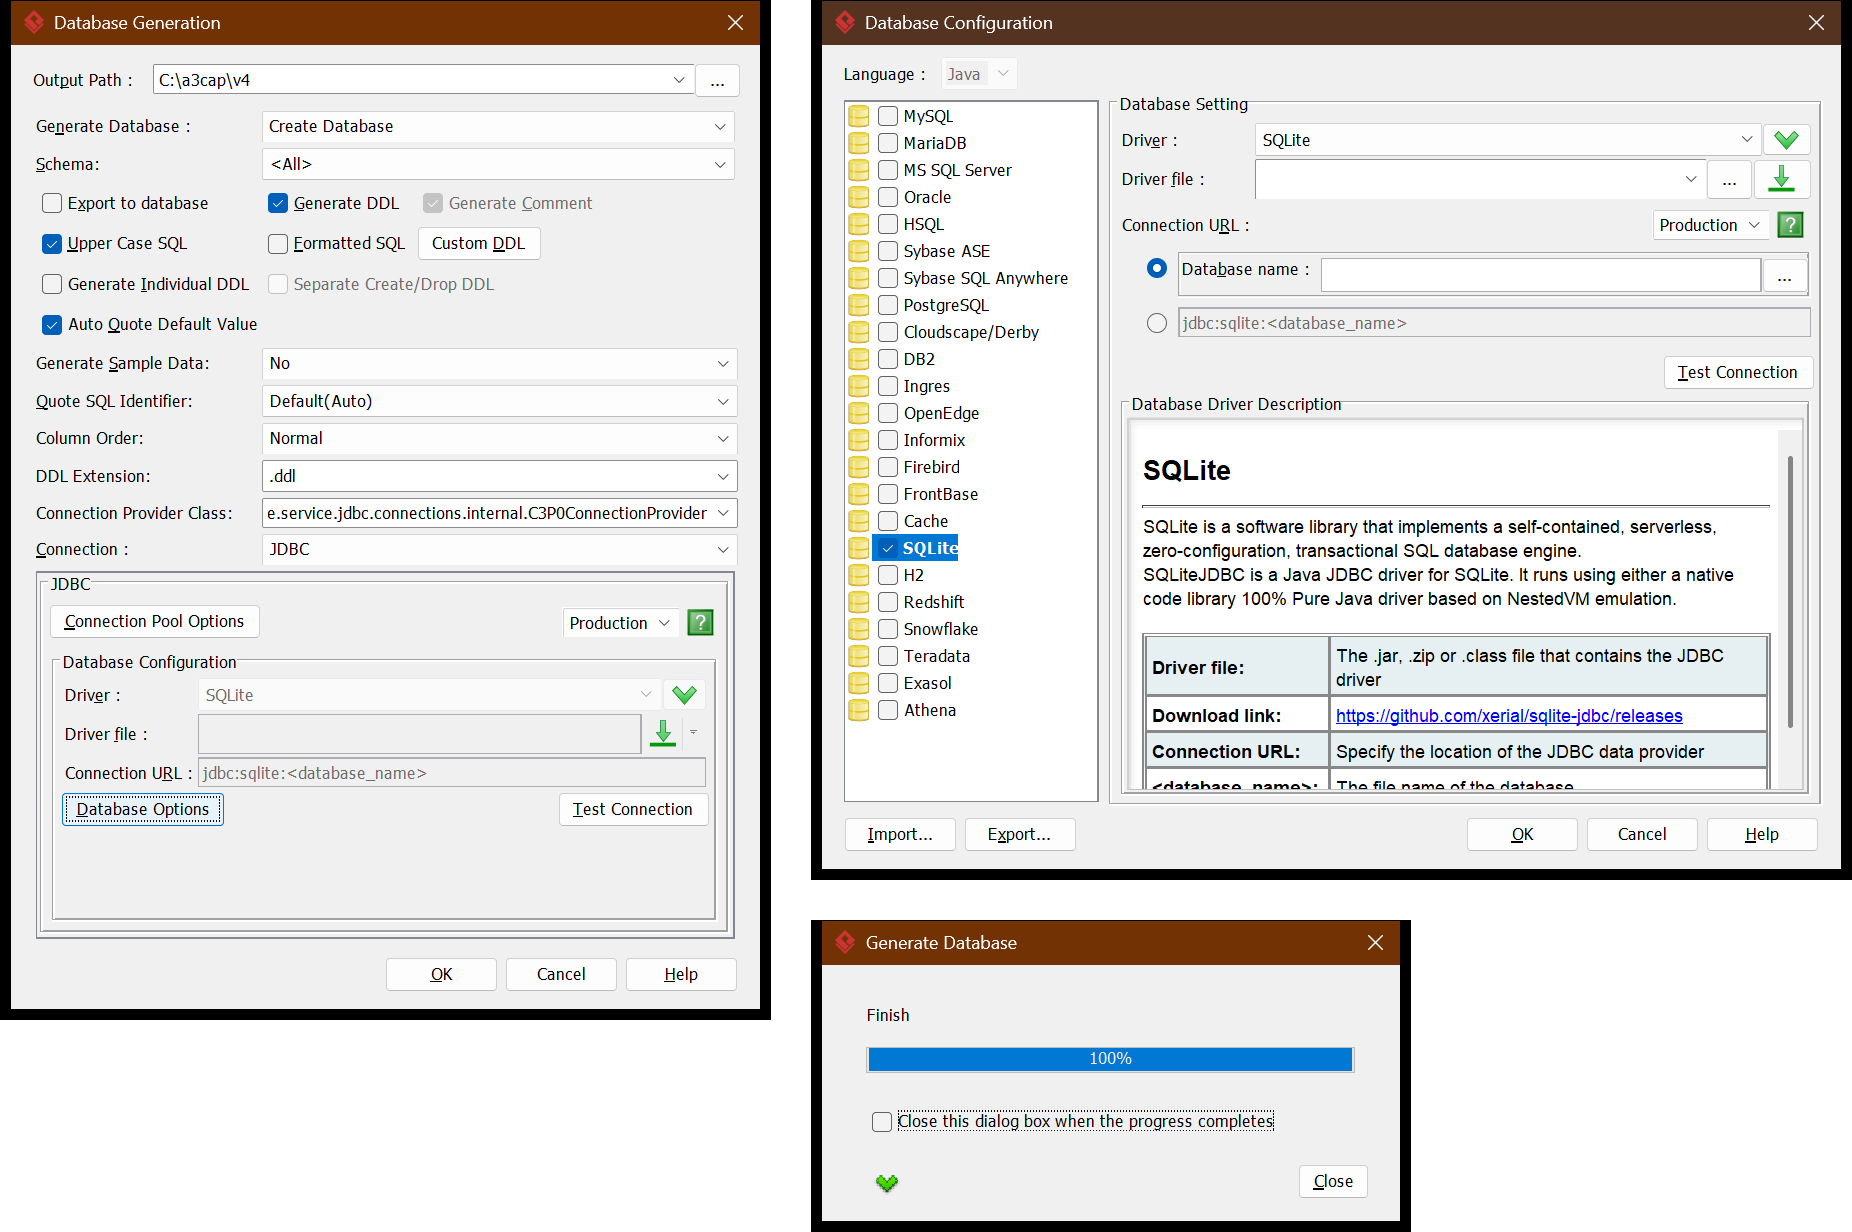 Database Generation
Output Path :
C:\a3cap\v4
...
Generate Database :
Create Database
Schema:
<All>
Export to database
Generate DDL
Generate Comment
Upper Case SQL
Formatted SQL
Custom DDL
Generate Individual DDL
Separate Create/Drop DDL
Auto Quote Default Value
Generate Sample Data:
No
Quote SQL Identifier:
Default(Auto)
Column Order:
Normal
DDL Extension:
.ddl
Connection Provider Class:
e.service.jdbc.connections.internal.C3P0ConnectionProvider
Connection :
JDBC
JDBC
Connection Pool Options
Production
?
Database Configuration
Driver :
SQLite
Driver file :
Connection URL :
jdbc:sqlite:<database_name>
Database Options
Test Connection
OK
Cancel
Help
Database Configuration
Language :
Java
MySQL
MariaDB
MS SQL Server
Oracle
HSQL
Sybase ASE
Sybase SQL Anywhere
PostgreSQL
Cloudscape/Derby
DB2
Ingres
OpenEdge
Informix
Firebird
FrontBase
Cache
SQLite
H2
Redshift
Snowflake
Teradata
Exasol
Athena
Database Setting
Driver :
SQLite
Driver file :
...
Connection URL :
Production
?
Database name :
...
jdbc:sqlite:<database_name>
Test Connection
Database Driver Description
SQLite
SQLite is a software library that implements a self-contained, serverless,
zero-configuration, transactional SQL database engine.
SQLiteJDBC is a Java JDBC driver for SQLite. It runs using either a native
code library 100% Pure Java driver based on NestedVM emulation.
Driver file:
The .jar, .zip or .class file that contains the JDBC
driver
Download link:
https://github.com/xerial/sqlite-jdbc/releases
Connection URL:
Specify the location of the JDBC data provider
<database_name>:
The file name of the database
Import...
Export...
OK
Cancel
Help
Generate Database
Finish
100%
Close this dialog box when the progress completes
Close